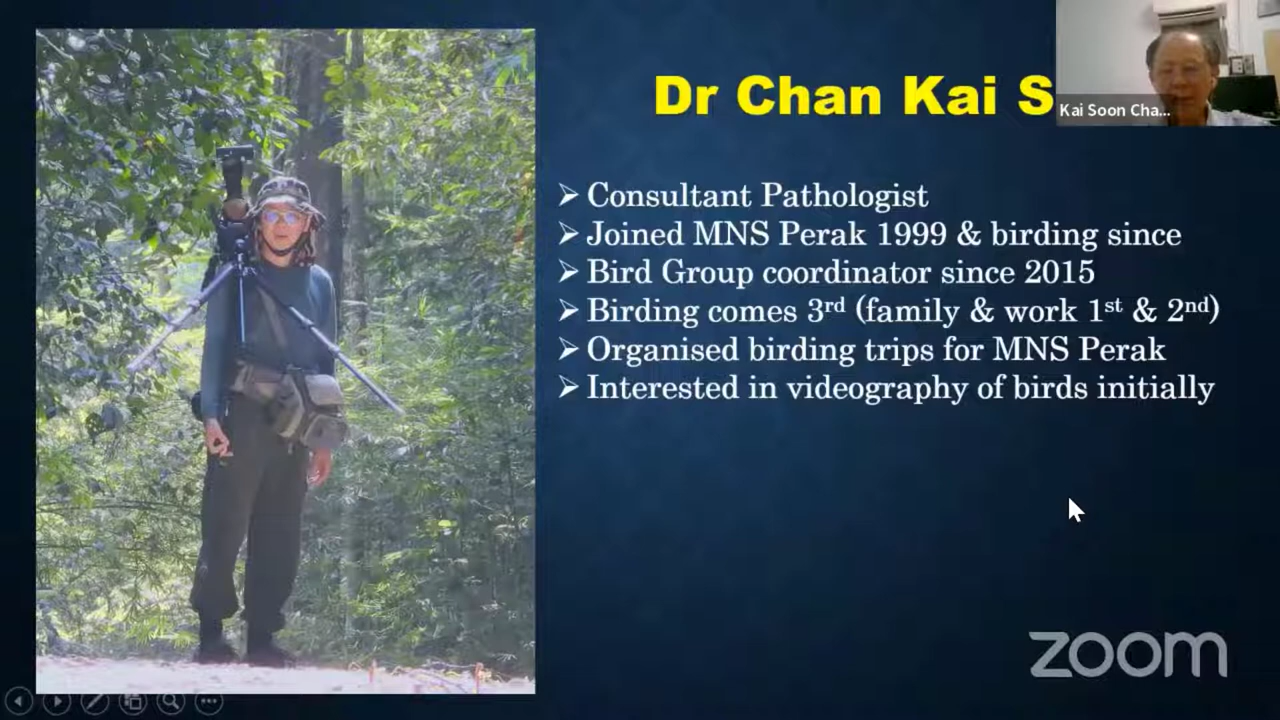 Dr Chan Kai S
Kai Soon Cha...
➢ Consultant Pathologist
➢ Joined MNS Perak 1999 & birding since
➢ Bird Group coordinator since 2015
➢ Birding comes 3rd (family & work 1st & 2nd)
➢ Organised birding trips for MNS Perak
➢ Interested in videography of birds initially
zoom